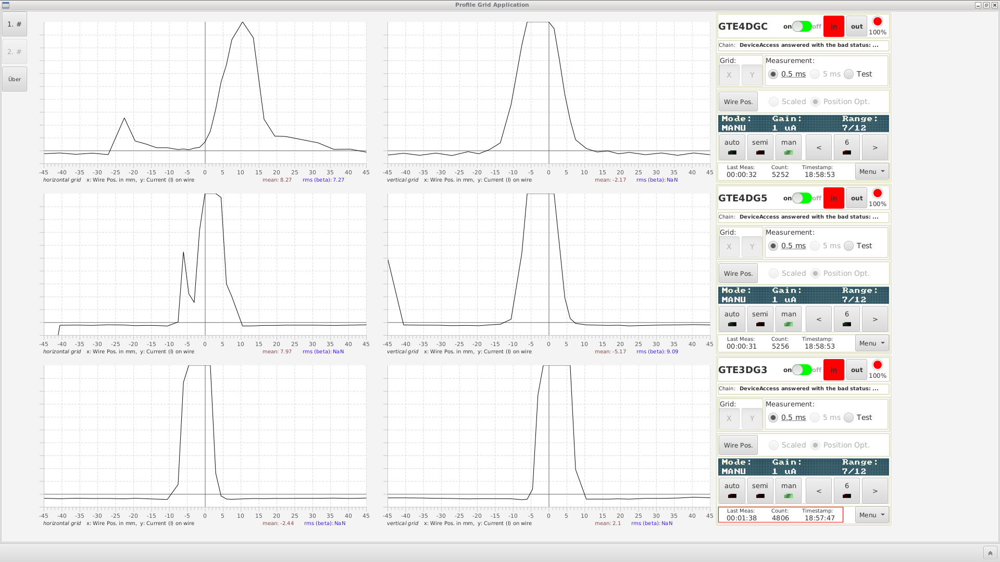 Profile Grid Application
1. #
2. #
Über
-45 -40 -35 -30 -25 -20 -15 -10 -5 0 5 10 15 20 25 30 35 40 45
horizontal grid x: Wire Pos. in mm, y: Current (I) on wire mean: 8.27 rms (beta): 7.27
-45 -40 -35 -30 -25 -20 -15 -10 -5 0 5 10 15 20 25 30 35 40 45
vertical grid x: Wire Pos. in mm, y: Current (I) on wire mean: -2.17 rms (beta): NaN
GTE4DGC on off in out 100%
Chain: DeviceAccess answered with the bad status: ...
Grid: Measurement:
X Y 0.5 ms 5 ms Test
Wire Pos. Scaled Position Opt.
Mode: Gain: Range:
MANU 1 uA 7/12
auto semi man < 6 >
Last Meas: Count: Timestamp:
00:00:32 5252 18:58:53 Menu
-45 -40 -35 -30 -25 -20 -15 -10 -5 0 5 10 15 20 25 30 35 40 45
horizontal grid x: Wire Pos. in mm, y: Current (I) on wire mean: 7.97 rms (beta): NaN
-45 -40 -35 -30 -25 -20 -15 -10 -5 0 5 10 15 20 25 30 35 40 45
vertical grid x: Wire Pos. in mm, y: Current (I) on wire mean: -5.17 rms (beta): 9.09
GTE4DG5 on off in out 100%
Chain: DeviceAccess answered with the bad status: ...
Grid: Measurement:
X Y 0.5 ms 5 ms Test
Wire Pos. Scaled Position Opt.
Mode: Gain: Range:
MANU 1 uA 7/12
auto semi man < 6 >
Last Meas: Count: Timestamp:
00:00:31 5256 18:58:53 Menu
-45 -40 -35 -30 -25 -20 -15 -10 -5 0 5 10 15 20 25 30 35 40 45
horizontal grid x: Wire Pos. in mm, y: Current (I) on wire mean: -2.44 rms (beta): NaN
-45 -40 -35 -30 -25 -20 -15 -10 -5 0 5 10 15 20 25 30 35 40 45
vertical grid x: Wire Pos. in mm, y: Current (I) on wire mean: 2.1 rms (beta): NaN
GTE3DG3 on off in out 100%
Chain: DeviceAccess answered with the bad status: ...
Grid: Measurement:
X Y 0.5 ms 5 ms Test
Wire Pos. Scaled Position Opt.
Mode: Gain: Range:
MANU 1 uA 7/12
auto semi man < 6 >
Last Meas: Count: Timestamp:
00:01:38 4806 18:57:47 Menu